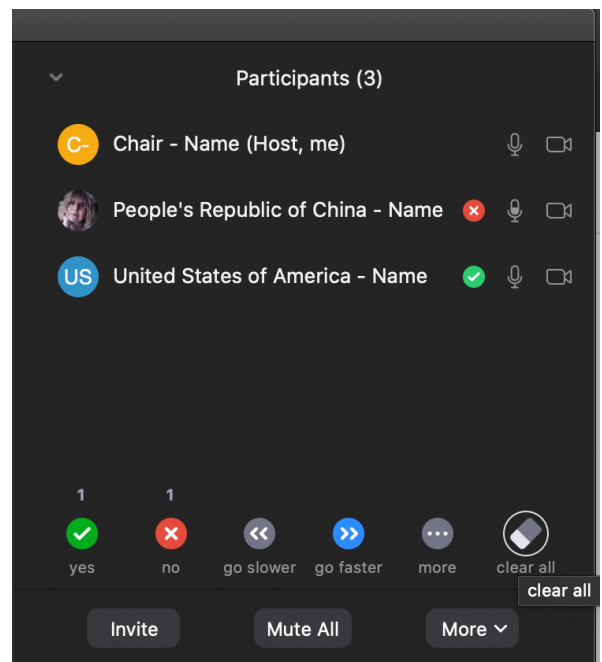 Participants (3)
C- Chair - Name (Host, me)
People's Republic of China - Name
US United States of America - Name
1 1
yes no go slower go faster more clear all
clear all
Invite Mute All More